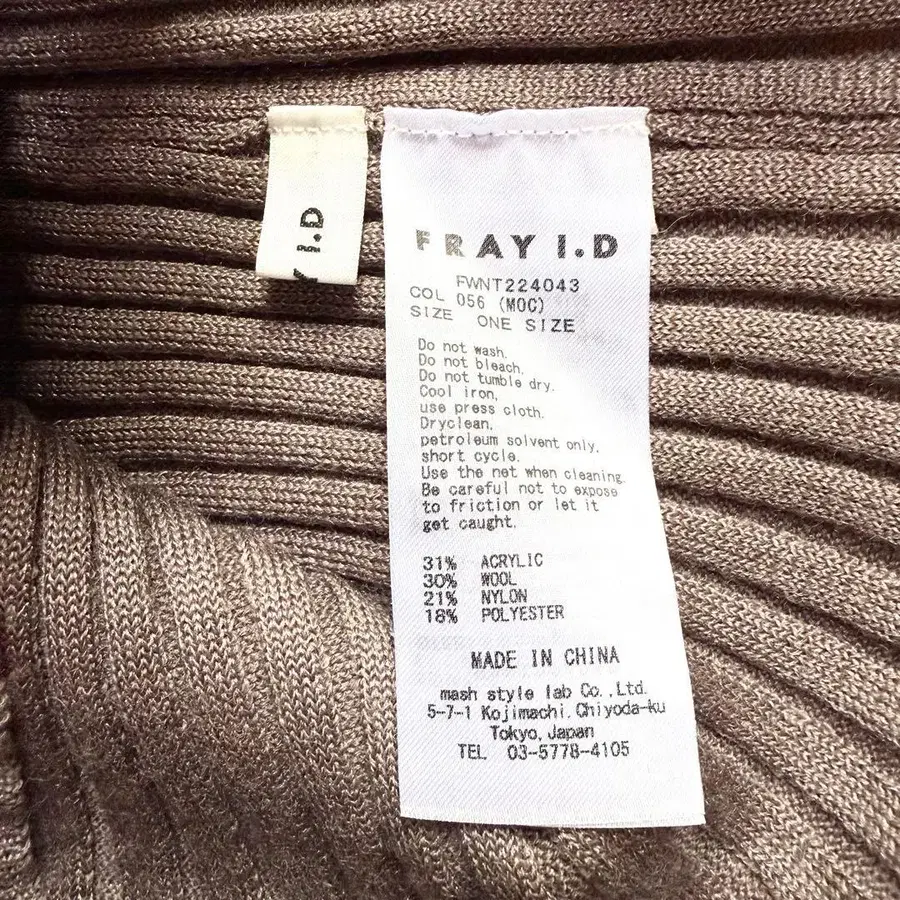 Y I.D
FRAY I.D
FWNT224043
COL 056 (MOC)
SIZE ONE SIZE
Do not wash.
Do not bleach.
Do not tumble dry.
Cool iron,
use press cloth.
Dryclean,
petroleum solvent only,
short cycle.
Use the net when cleaning.
Be careful not to expose
to friction or let it
get caught.
31% ACRYLIC
30% WOOL
21% NYLON
18% POLYESTER
MADE IN CHINA
mash style lab Co.,Ltd.
5-7-1 Kojimachi,Chiyoda-ku
Tokyo,Japan
TEL 03-5778-4105